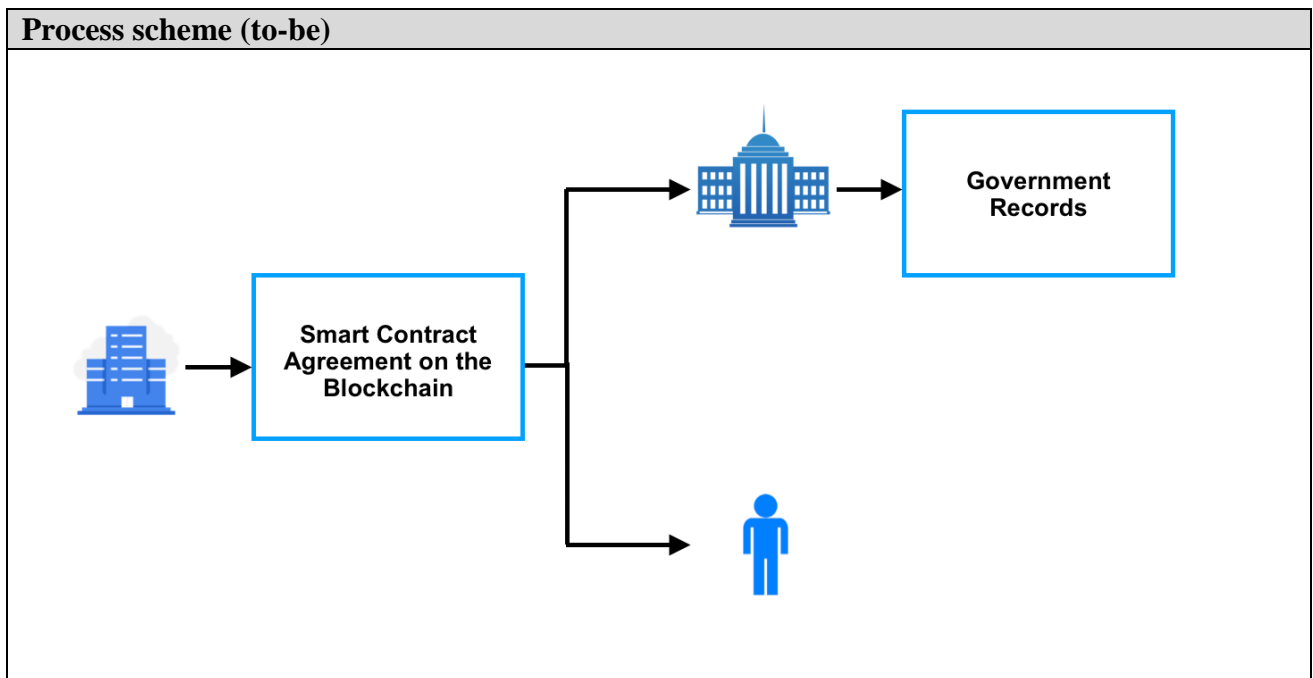 Process scheme (to-be)
Government
Records
Smart Contract
Agreement on the
Blockchain